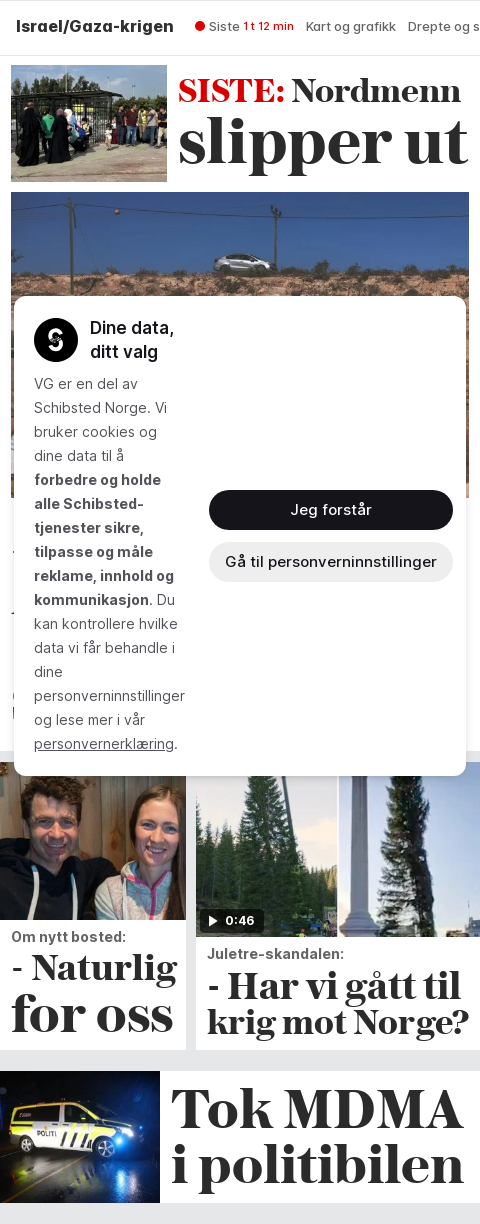 Israel/Gaza-krigen
Siste 1 t 12 min
Kart og grafikk
Drepte og s
SISTE: Nordmenn
slipper ut
Dine data,
ditt valg
VG er en del av
Schibsted Norge. Vi
bruker cookies og
dine data til å
forbedre og holde
alle Schibsted-
tjenester sikre,
tilpasse og måle
reklame, innhold og
kommunikasjon. Du
kan kontrollere hvilke
data vi får behandle i
dine
personverninnstillinger
og lese mer i vår
personvernerklæring.
Jeg forstår
Gå til personverninnstillinger
0:46
Om nytt bosted:
- Naturlig
for oss
Juletre-skandalen:
- Har vi gått til
krig mot Norge?
POLITI
Tok MDMA
i politibilen